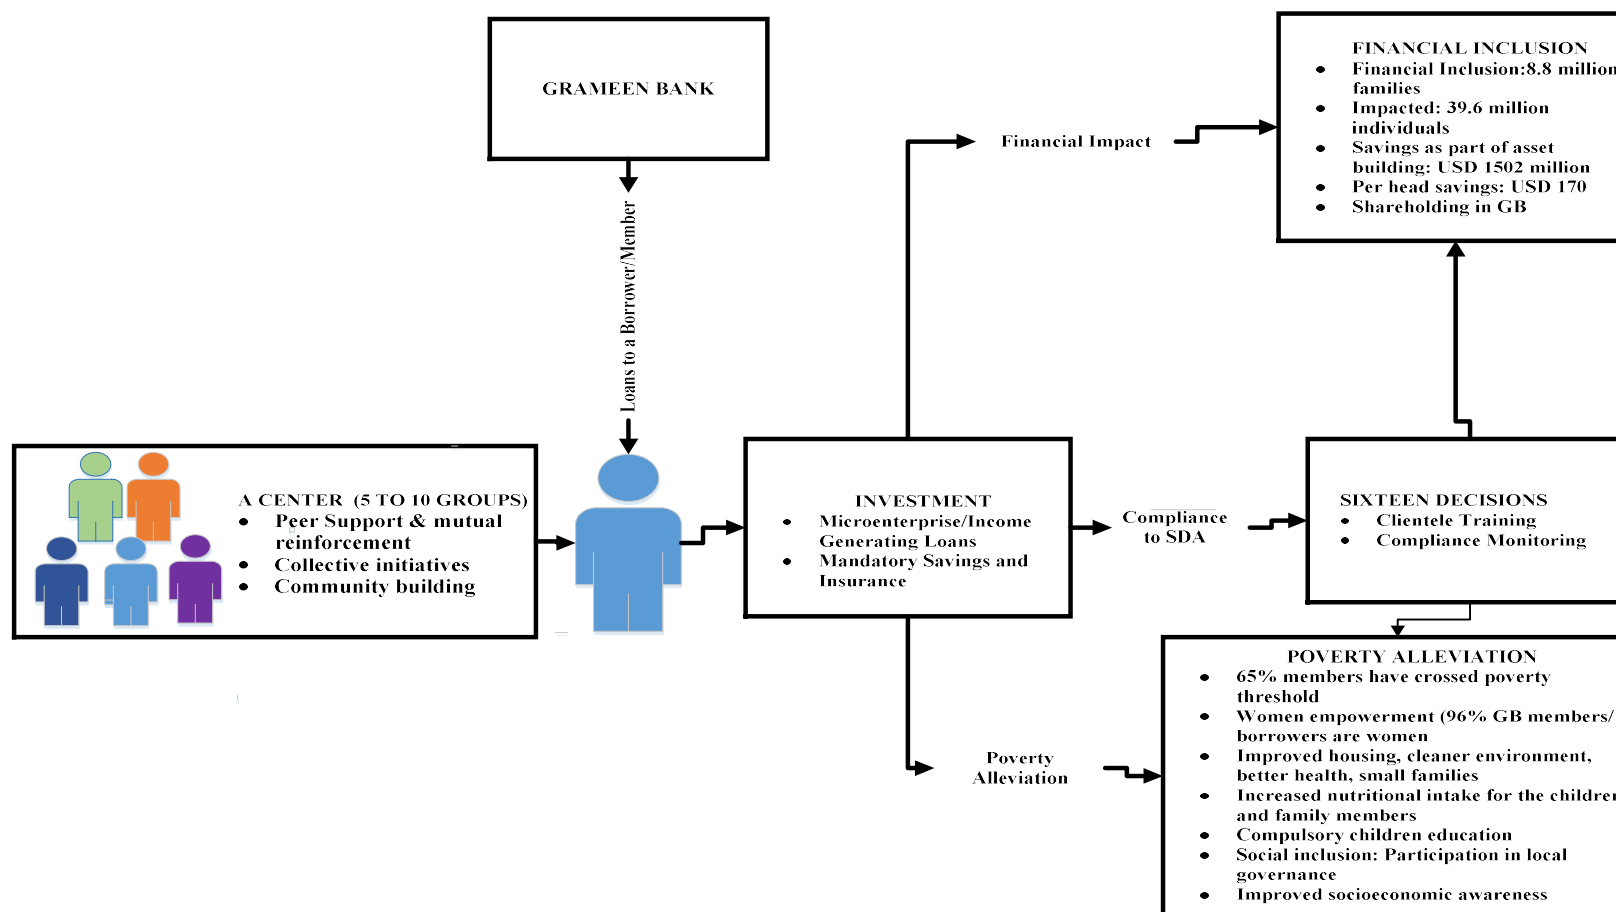 GRAMEEN BANK
Loans to a Borrower/Member
A CENTER (5 TO 10 GROUPS)
• Peer Support & mutual
reinforcement
• Collective initiatives
• Community building
INVESTMENT
• Microenterprise/Income
Generating Loans
• Mandatory Savings and
Insurance
Financial Impact
FINANCIAL INCLUSION
• Financial Inclusion:8.8 million
families
• Impacted: 39.6 million
individuals
• Savings as part of asset
building: USD 1502 million
• Per head savings: USD 170
• Shareholding in GB
Compliance
to SDA
SIXTEEN DECISIONS
• Clientele Training
• Compliance Monitoring
Poverty
Alleviation
POVERTY ALLEVIATION
• 65% members have crossed poverty
threshold
• Women empowerment (96% GB members/
borrowers are women
• Improved housing, cleaner environment,
better health, small families
• Increased nutritional intake for the children
and family members
• Compulsory children education
• Social inclusion: Participation in local
governance
• Improved socioeconomic awareness